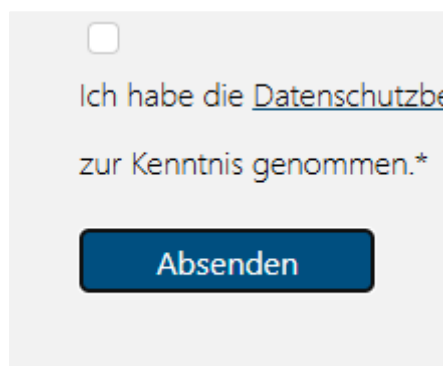 Ich habe die Datenschutzbe
zur Kenntnis genommen.*
Absenden